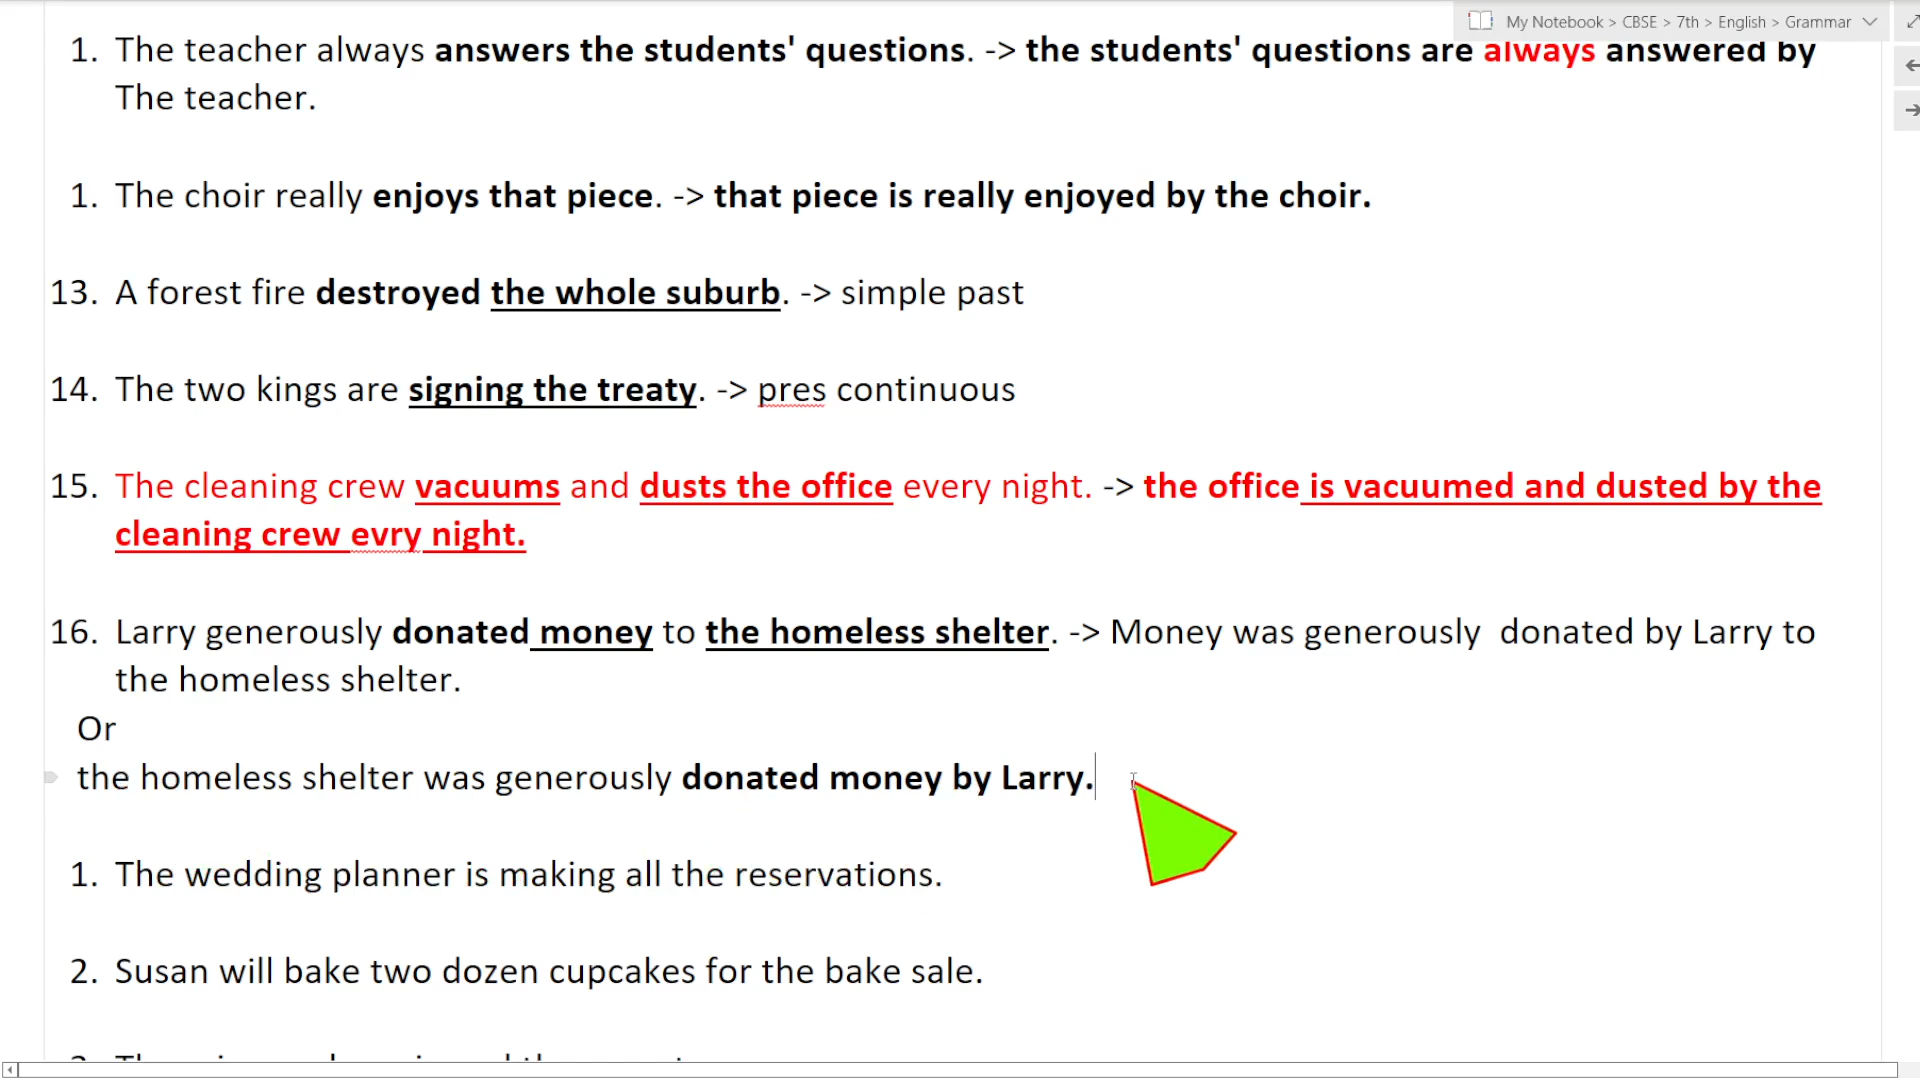 My Notebook > CBSE > 7th > English > Grammar
1. The teacher always answers the students' questions. -> the students' questions are always answered by
The teacher.
1. The choir really enjoys that piece. -> that piece is really enjoyed by the choir.
13. A forest fire destroyed the whole suburb. -> simple past
14. The two kings are signing the treaty. -> pres continuous
15. The cleaning crew vacuums and dusts the office every night. -> the office is vacuumed and dusted by the
cleaning crew evry night.
16. Larry generously donated money to the homeless shelter. -> Money was generously  donated by Larry to
the homeless shelter.
Or
the homeless shelter was generously donated money by Larry.
1. The wedding planner is making all the reservations.
2. Susan will bake two dozen cupcakes for the bake sale.